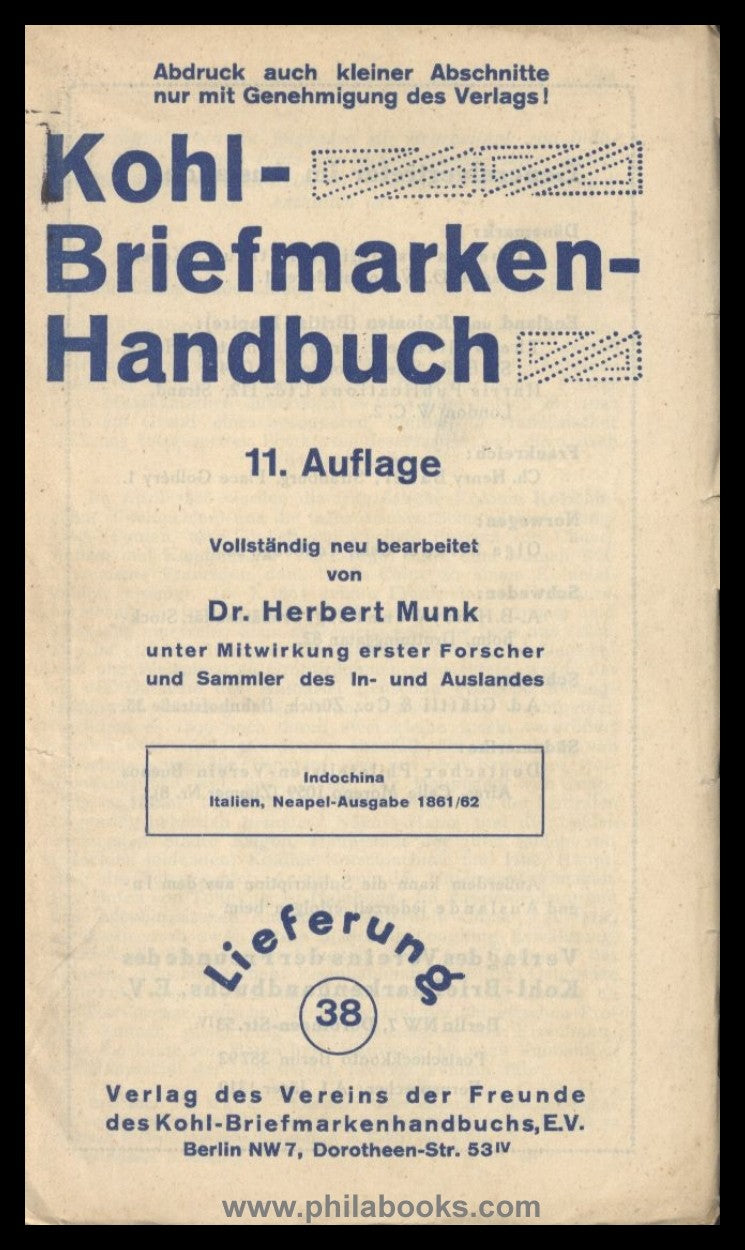 Abdruck auch kleiner Abschnitte
nur mit Genehmigung des Verlags!
Kohl-
Briefmarken-
Handbuch
11. Auflage
Vollständig neu bearbeitet
von
Dr. Herbert Munk
unter Mitwirkung erster Forscher
und Sammler des In- und Auslandes
Indochina
Italien, Neapel-Ausgabe 1861/62
Lieferung
38
Verlag des Vereins der Freunde
des Kohl-Briefmarkenhandbuchs, E.V.
Berlin NW 7, Dorotheen-Str. 53 IV
www.philabooks.com